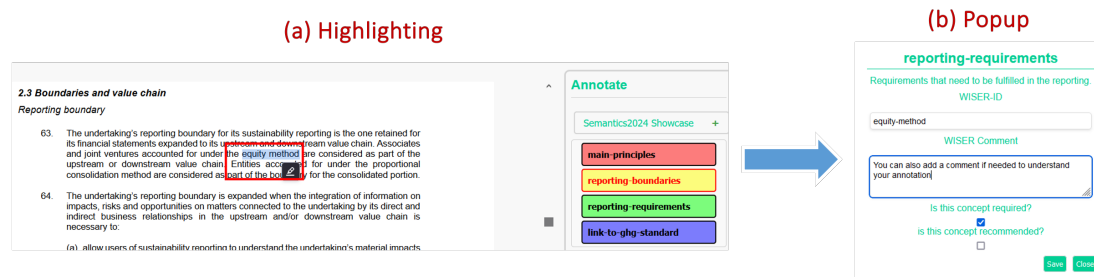 (a) Highlighting
2.3 Boundaries and value chain
Reporting boundary
63. The undertaking's reporting boundary for its sustainability reporting is the one retained for
its financial statements expanded to its upstream and downstream value chain. Associates
and joint ventures accounted for under the equity method are considered as part of the
upstream or downstream value chain. Entities accounted for under the proportional
consolidation method are considered as part of the boundary for the consolidated portion.
64. The undertaking's reporting boundary is expanded when the integration of information on
impacts, risks and opportunities on matters connected to the undertaking by its direct and
indirect business relationships in the upstream and/or downstream value chain is
necessary to:
(a) allow users of sustainability reporting to understand the undertaking's material impacts
Annotate
Semantics2024 Showcase +
main-principles
reporting-boundaries
reporting-requirements
link-to-ghg-standard
(b) Popup
reporting-requirements
Requirements that need to be fulfilled in the reporting
WISER-ID
equity-method
WISER Comment
You can also add a comment if needed to understand
your annotation
Is this concept required?
is this concept recommended?
Save Close